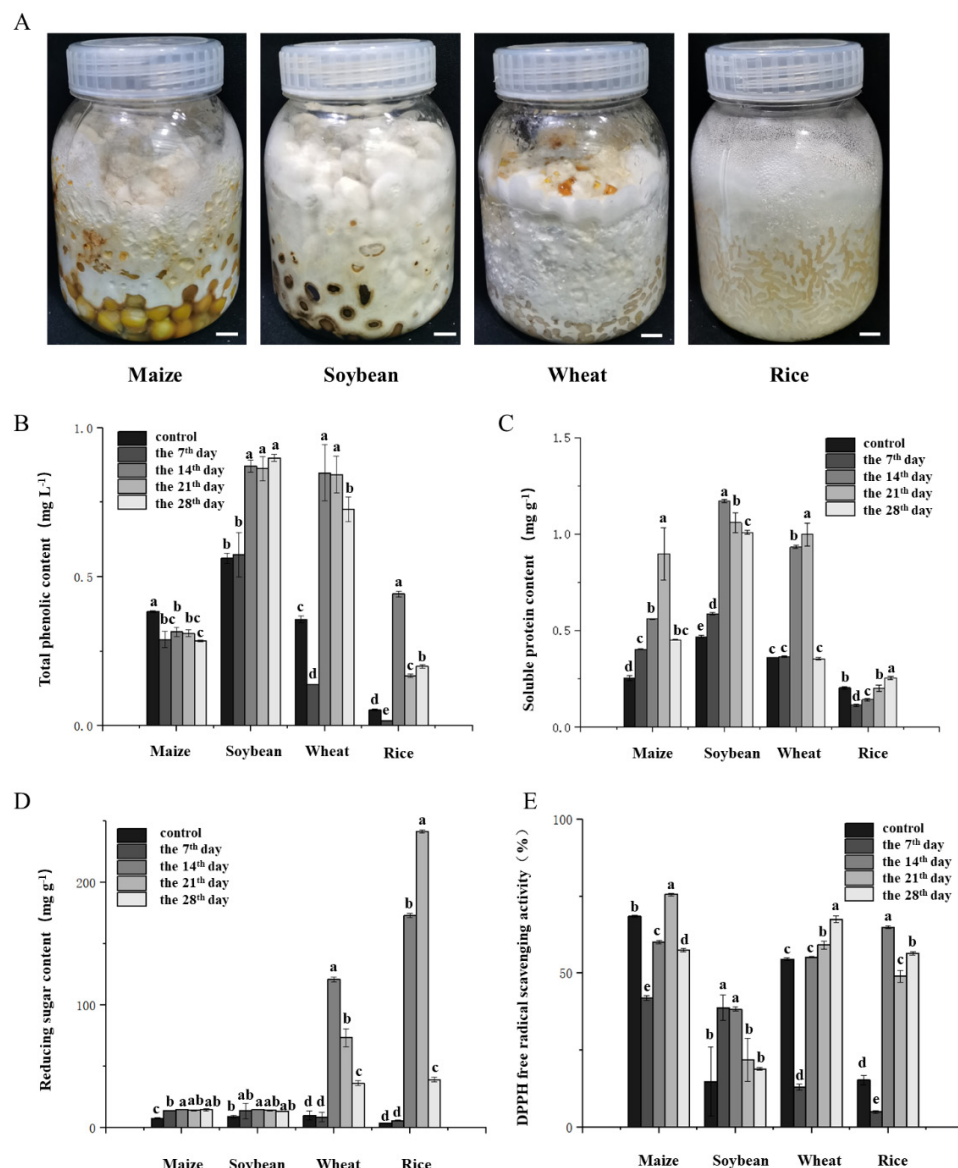 A
Maize Soybean Wheat Rice
B
Total phenolic content (mg L⁻¹)
1.0
0.5
0.0
control
the 7th day
the 14th day
the 21th day
the 28th day
a bc b bc c
b b a a a
c d a a b
d e a c b
Maize Soybean Wheat Rice
C
Soluble protein content (mg g⁻¹)
1.5
1.0
0.5
0.0
control
the 7th day
the 14th day
the 21th day
the 28th day
d c b a bc
e d a b c
c c b a c
b c c b a
Maize Soybean Wheat Rice
D
Reducing sugar content (mg g⁻¹)
200
100
0
control
the 7th day
the 14th day
the 21th day
the 28th day
c b a ab ab
b ab a ab ab
d d a b c
d d b a c
Maize Soybean Wheat Rice
E
DPPH free radical scavenging activity (%)
100
50
0
control
the 7th day
the 14th day
the 21th day
the 28th day
b e c a d
b a a b b
c d c b a
d e a c b
Maize Soybean Wheat Rice